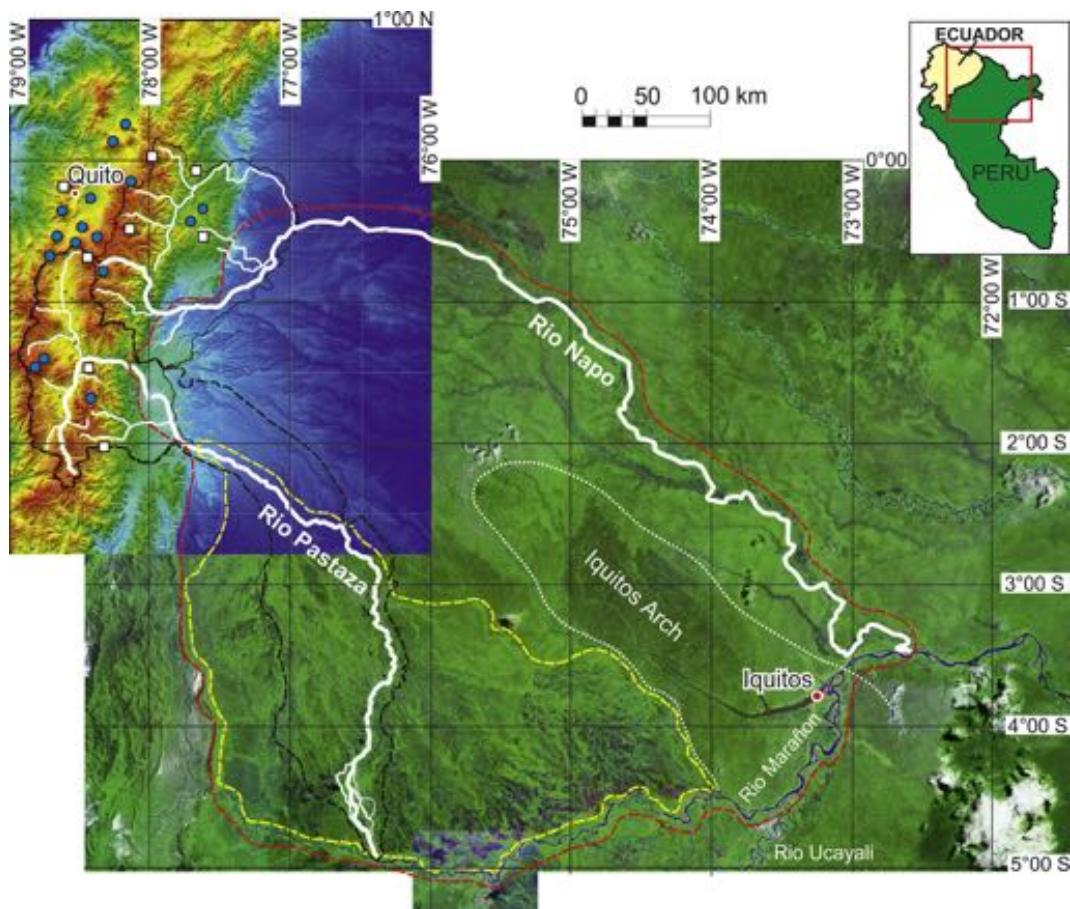 1°00 N
79°00 W
78°00 W
77°00 W
76°00 W
75°00 W
74°00 W
73°00 W
72°00 W
ECUADOR
PERU
0 50 100 km
0°00
Quito
1°00 S
Rio Napo
2°00 S
Rio Pastaza
Iquitos Arch
3°00 S
Iquitos
4°00 S
Rio Marañon
Rio Ucayali
5°00 S